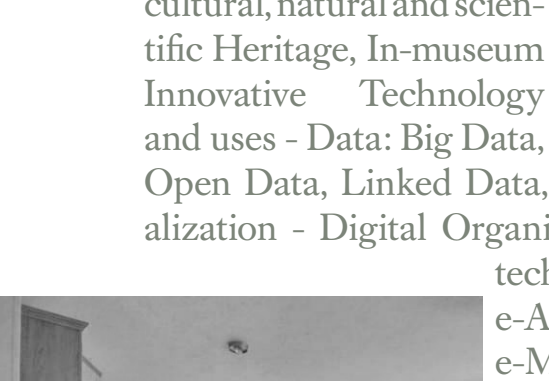 cultural, natural and scien-
tific Heritage, In-museum
Innovative Technology
and uses - Data: Big Data,
Open Data, Linked Data,
alization - Digital Organi
tech
e-A
e-M